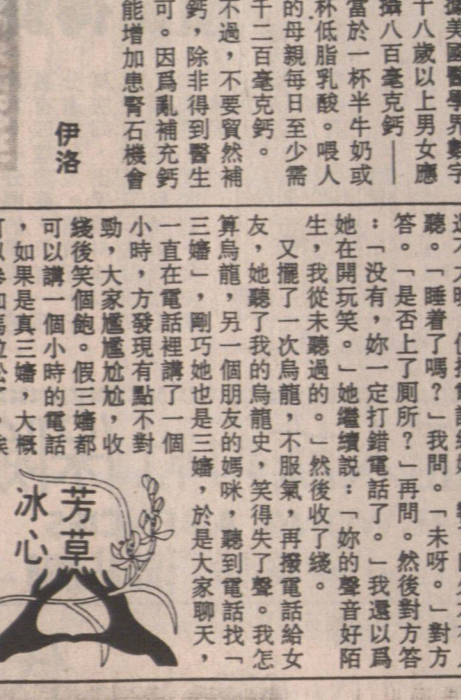 據美國醫學界數字
十八歲以上男女應
攝八百毫克鈣——
當於一杯半牛奶或
杯低脂乳酸。喂人
的母親每日至少需
千二百毫克鈣。
不過，不要貿然補
鈣，除非得到醫生
可。因爲亂補充鈣
能增加患腎石機會
伊洛
聽。「睡着了嗎？」我問。「未呀。」對方
答。「是否上了厠所？」再問。然後對方答
：「没有，妳一定打錯電話了。」我還以爲
她在開玩笑。」她繼續説：「妳的聲音好陌
生，我從未聽過的。」然後收了綫。
又擺了一次烏龍，不服氣，再撥電話給女
友，她聽了我的烏龍史，笑得失了聲。我怎
算烏龍，另一個朋友的媽咪，聽到電話找「
三嬸」，剛巧她也是三嬸，於是大家聊天，
一直在電話裡講了一個
小時，方發現有點不對
勁，大家尷尷尬尬，收
綫後笑個飽。假三嬸都
可以講一個小時的電話
，如果是真三嬸，大概
芳草
冰心